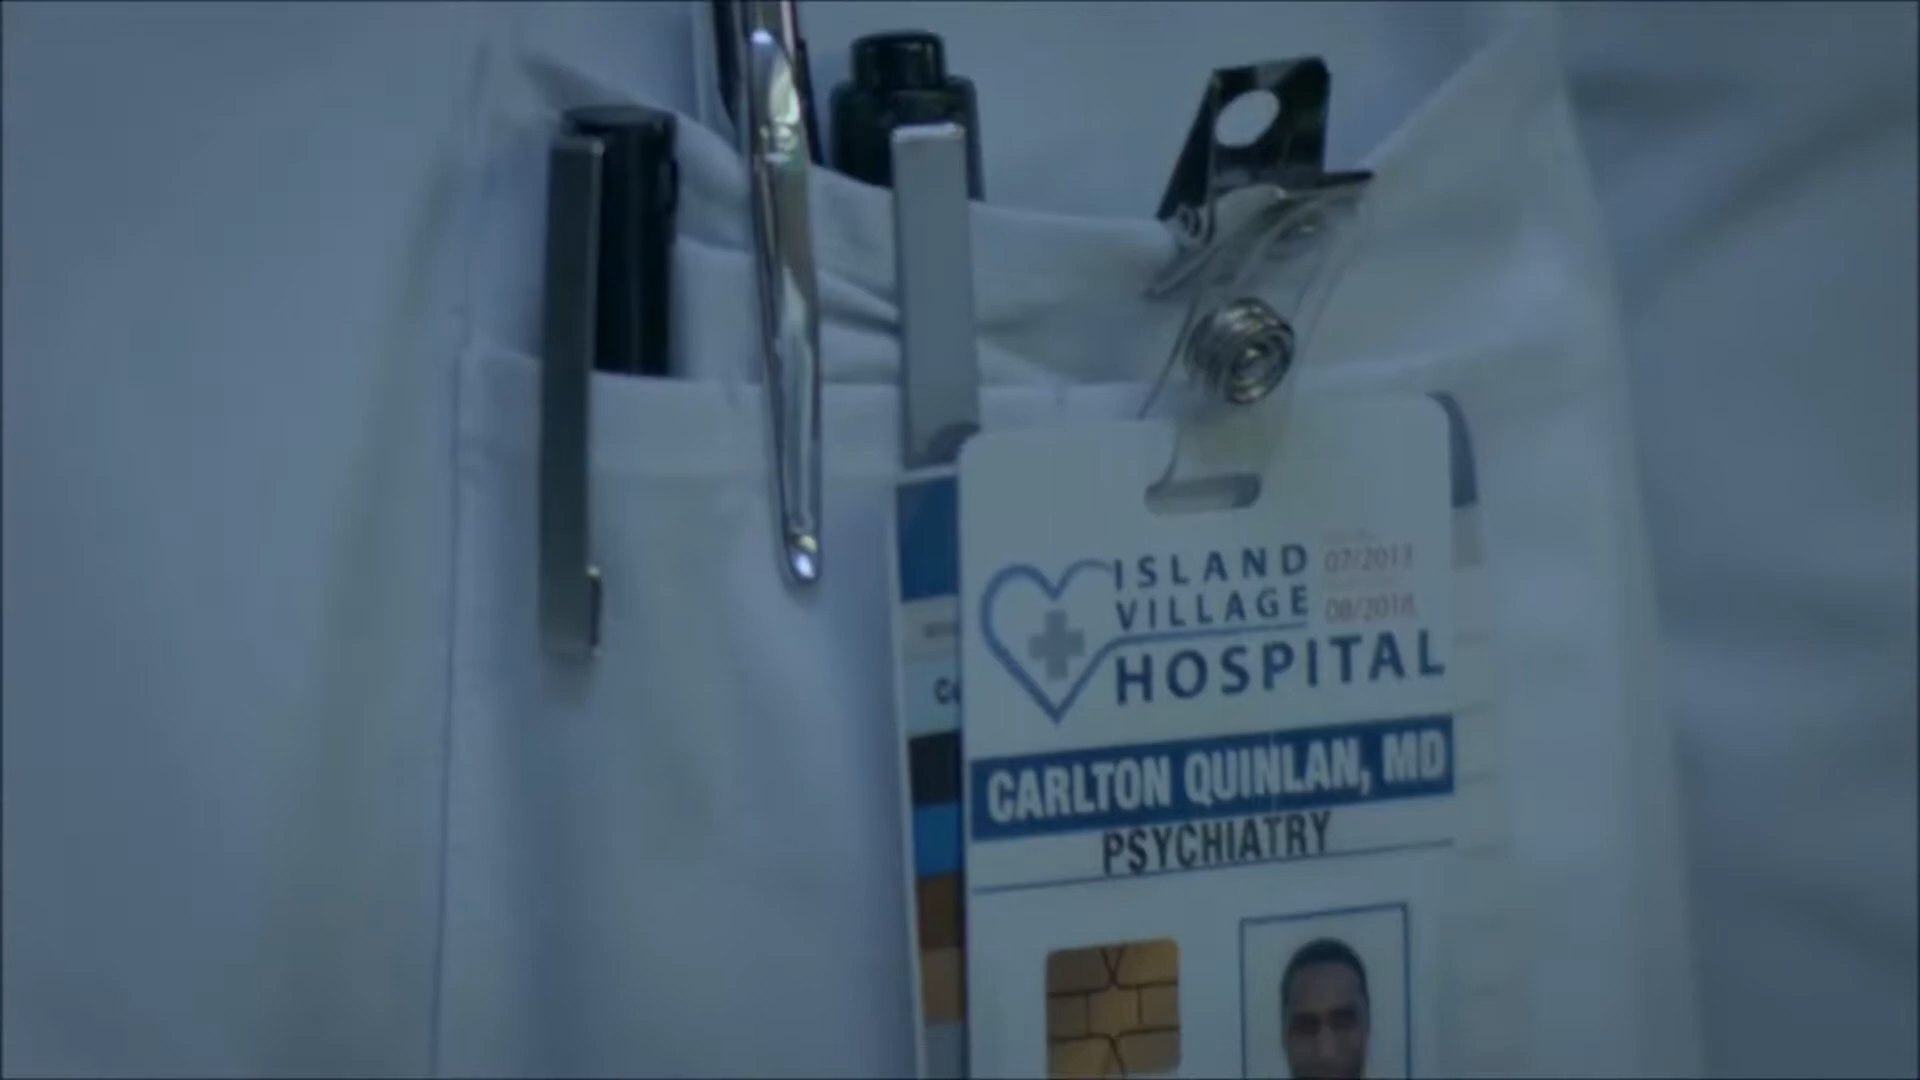 ISLAND
VILLAGE
HOSPITAL
07/2013
08/2018
CARLTON QUINLAN, MD
PSYCHIATRY